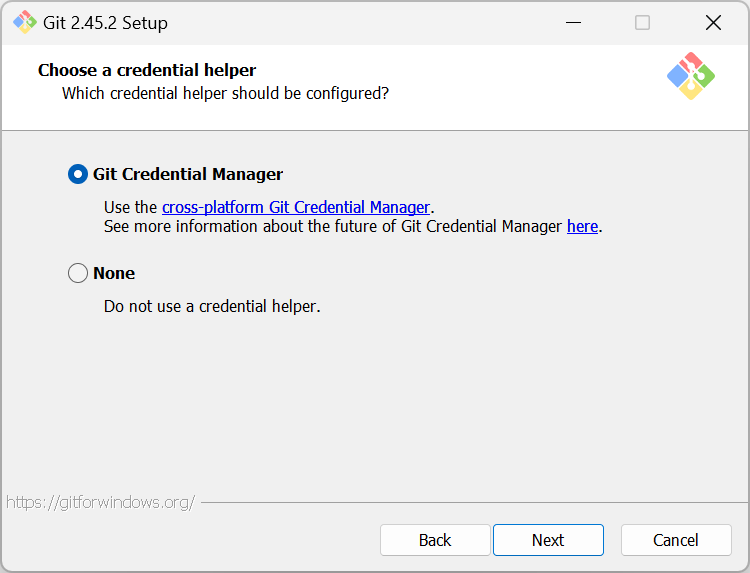 Git 2.45.2 Setup
Choose a credential helper
Which credential helper should be configured?
Git Credential Manager
Use the cross-platform Git Credential Manager.
See more information about the future of Git Credential Manager here.
None
Do not use a credential helper.
https://gitforwindows.org/
Back Next Cancel